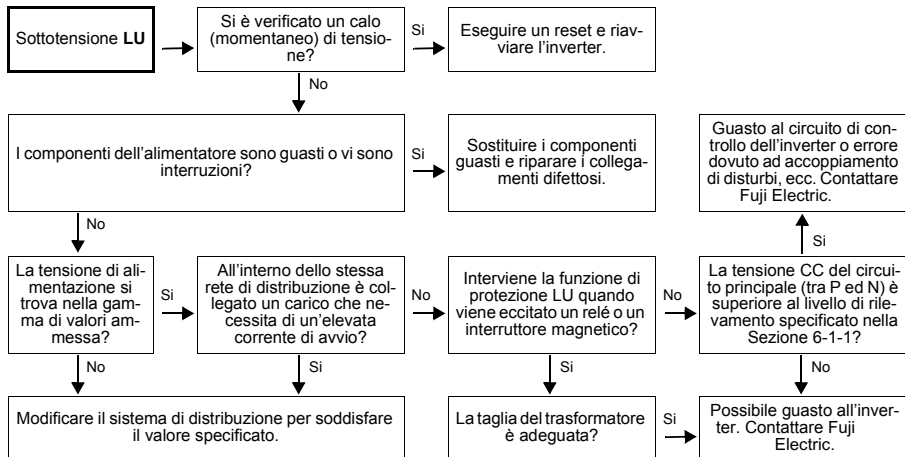 Sottotensione LU
Si è verificato un calo
(momentaneo) di tensio-
ne?
Si
Eseguire un reset e riav-
viare l'inverter.
No
I componenti dell'alimentatore sono guasti o vi sono
interruzioni?
Si
Sostituire i componenti
guasti e riparare i collega-
menti difettosi.
Guasto al circuito di con-
trollo dell'inverter o errore
dovuto ad accoppiamento
di disturbi, ecc. Contattare
Fuji Electric.
No
Si
La tensione di ali-
mentazione si
trova nella gam-
ma di valori am-
messa?
Si
All'interno dello stessa
rete di distribuzione è col-
legato un carico che ne-
cessita di un'elevata
corrente di avvio?
No
Interviene la funzione di
protezione LU quando
viene eccitato un relé o un
interruttore magnetico?
No
La tensione CC del circui-
to principale (tra P ed N) è
superiore al livello di rile-
vamento specificato nella
Sezione 6-1-1?
No
Si
Si
No
Modificare il sistema di distribuzione per soddisfare
il valore specificato.
La taglia del trasformatore
è adeguata?
Si
Possibile guasto all'inver-
ter. Contattare Fuji
Electric.